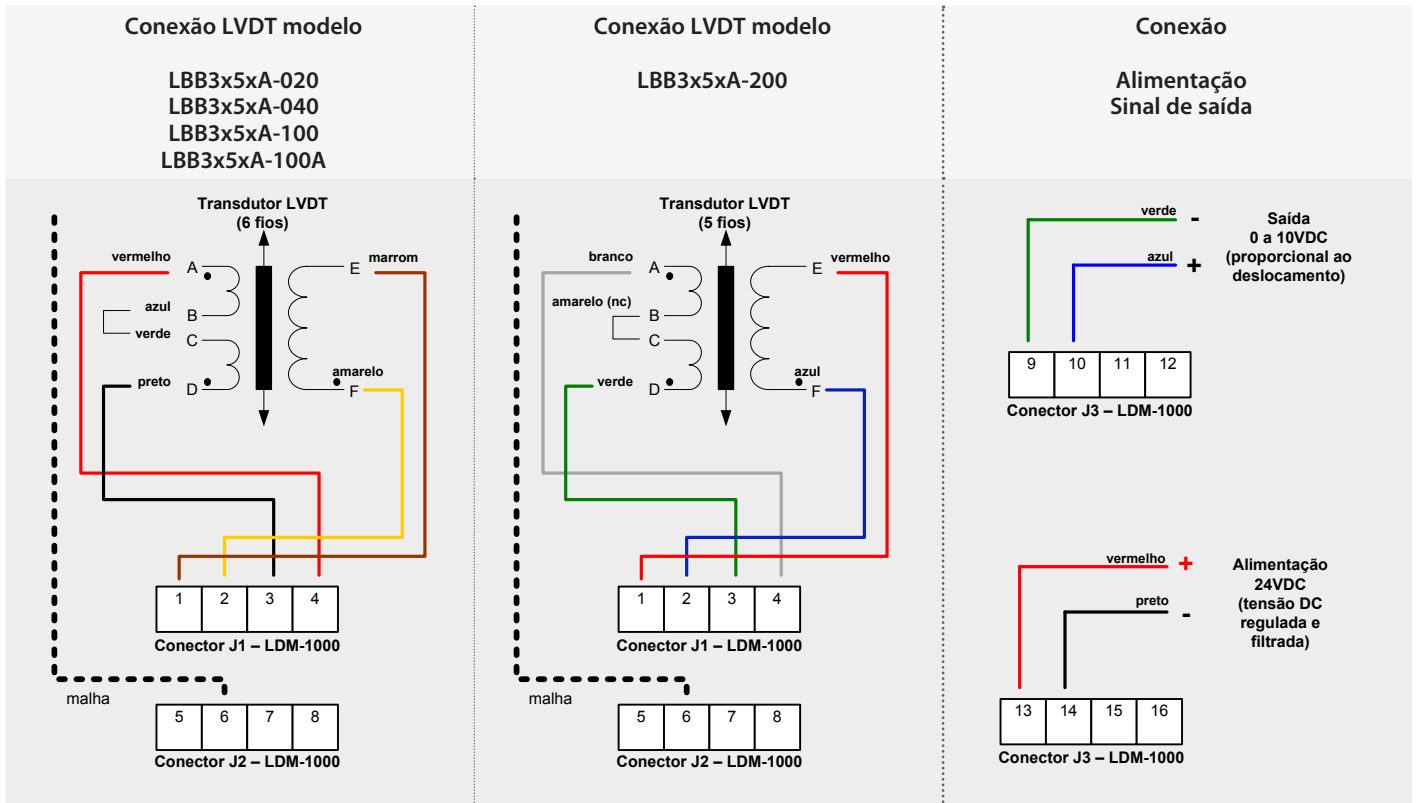 Conexão LVDT modelo
LBB3x5xA-020
LBB3x5xA-040
LBB3x5xA-100
LBB3x5xA-100A
Transdutor LVDT
(6 fios)
vermelho
A
E
marrom
azul
B
verde
C
preto
D
amarelo
F
1 2 3 4
Conector J1 – LDM-1000
malha
5 6 7 8
Conector J2 – LDM-1000
Conexão LVDT modelo
LBB3x5xA-200
Transdutor LVDT
(5 fios)
branco
A
E
vermelho
amarelo (nc)
B
C
verde
D
azul
F
1 2 3 4
Conector J1 – LDM-1000
malha
5 6 7 8
Conector J2 – LDM-1000
Conexão
Alimentação
Sinal de saída
verde -
azul +
Saída
0 a 10VDC
(proporcional ao
deslocamento)
9 10 11 12
Conector J3 – LDM-1000
vermelho +
preto -
Alimentação
24VDC
(tensão DC
regulada e
filtrada)
13 14 15 16
Conector J3 – LDM-1000